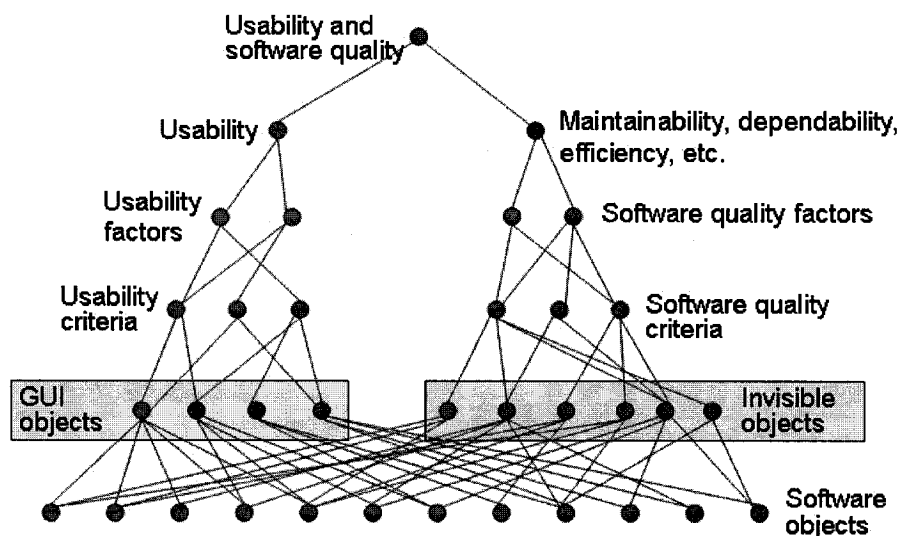 Usability and
software quality
Usability
Maintainability, dependability,
efficiency, etc.
Usability
factors
Software quality factors
Usability
criteria
Software quality
criteria
GUI
objects
Invisible
objects
Software
objects